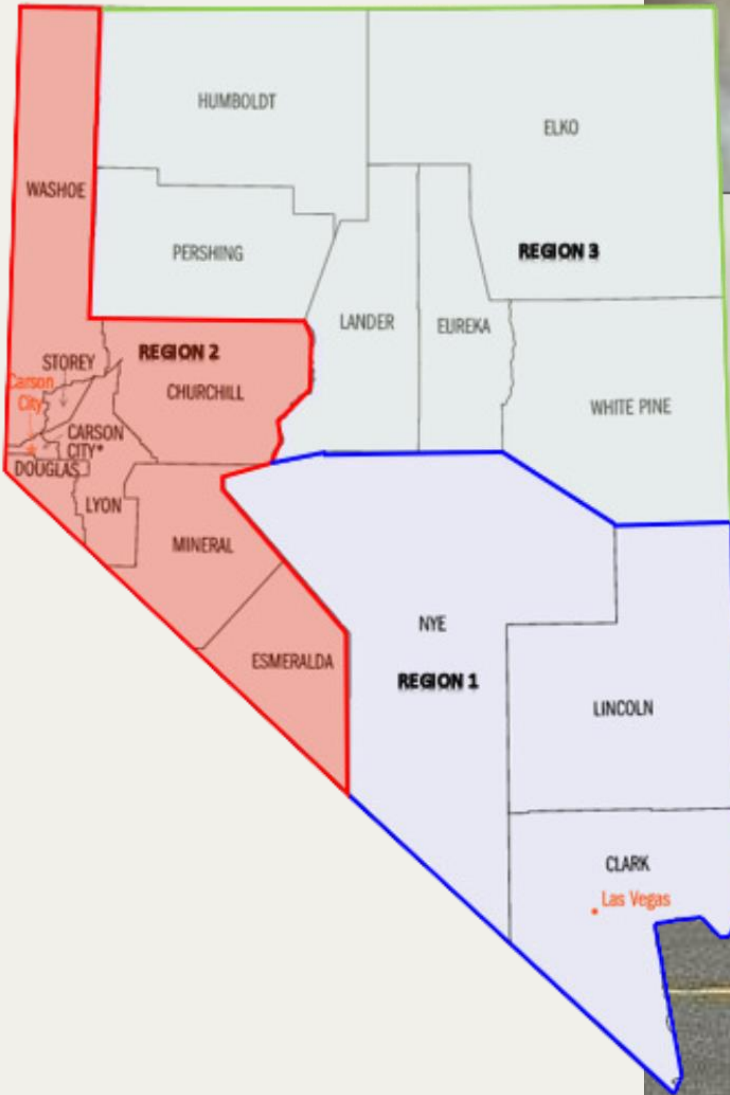 HUMBOLDT
ELKO
WASHOE
PERSHING
REGION 3
LANDER
EUREKA
REGION 2
STOREY
CHURCHILL
Carson
City
WHITE PINE
CARSON
CITY*
DOUGLAS
LYON
MINERAL
NYE
ESMERALDA
REGION 1
LINCOLN
CLARK
Las Vegas